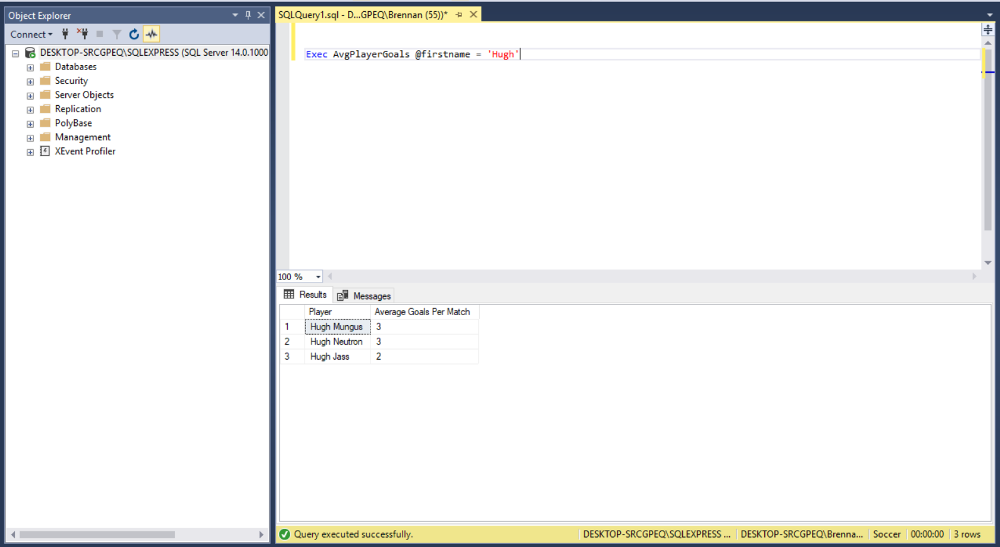 Object Explorer
Connect
DESKTOP-SRCGPEQ\SQLEXPRESS (SQL Server 14.0.1000
Databases
Security
Server Objects
Replication
PolyBase
Management
XEvent Profiler
SQLQuery1.sql - D...GPEQ\Brennan (55))*
Exec AvgPlayerGoals @firstname = 'Hugh'
100 %
Results Messages
Player Average Goals Per Match
1 Hugh Mungus 3
2 Hugh Neutron 3
3 Hugh Jass 2
Query executed successfully. DESKTOP-SRCGPEQ\SQLEXPRESS ... DESKTOP-SRCGPEQ\Brenna... Soccer 00:00:00 3 rows